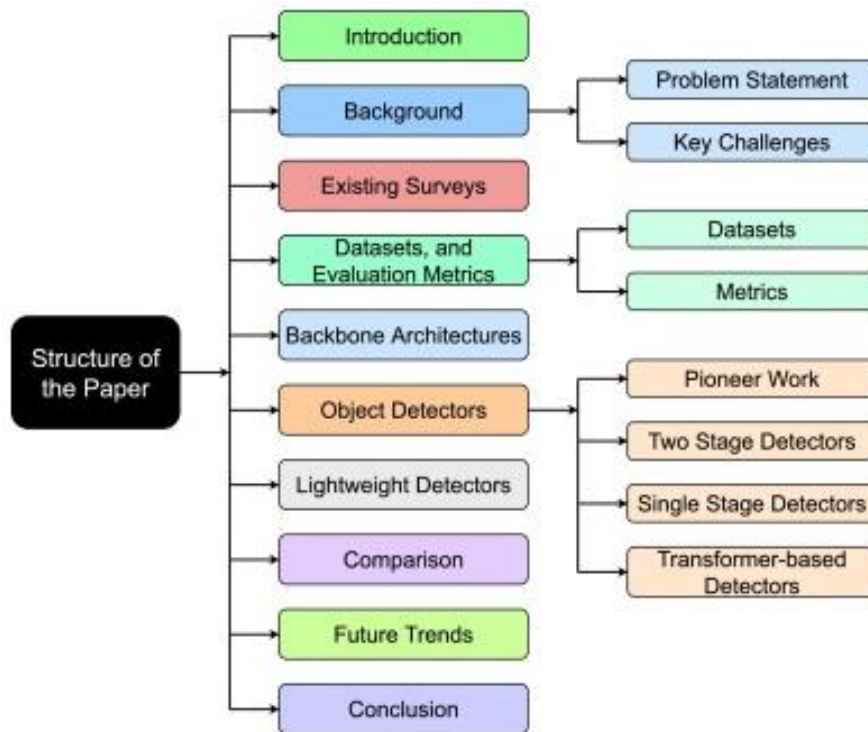 Structure of
the Paper
Introduction
Background
Problem Statement
Key Challenges
Existing Surveys
Datasets, and
Evaluation Metrics
Datasets
Metrics
Backbone Architectures
Object Detectors
Pioneer Work
Two Stage Detectors
Single Stage Detectors
Transformer-based
Detectors
Lightweight Detectors
Comparison
Future Trends
Conclusion